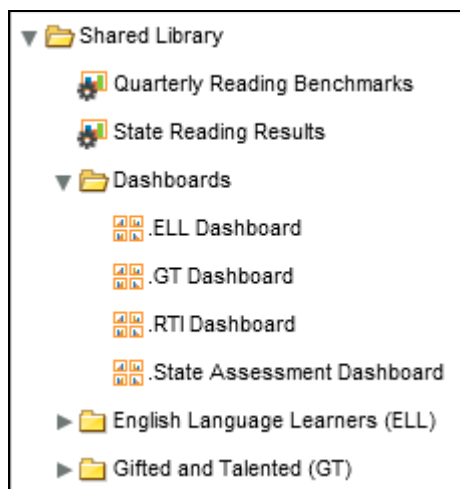 Shared Library
Quarterly Reading Benchmarks
State Reading Results
Dashboards
.ELL Dashboard
.GT Dashboard
.RTI Dashboard
.State Assessment Dashboard
English Language Learners (ELL)
Gifted and Talented (GT)